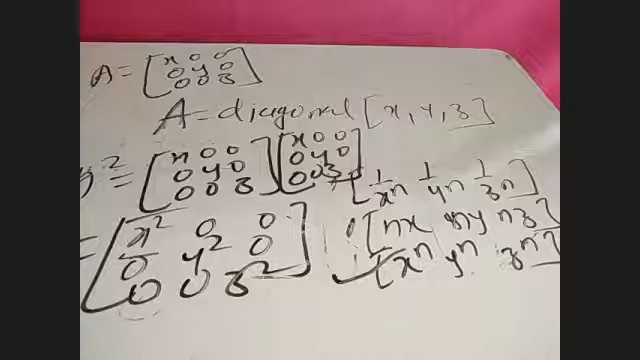 A = [x 0 0
0 y 0
0 0 z]
A = diagonal [x, y, z]
y² = [x 0 0
0 y 0
0 0 z] [x 0 0
0 y 0
0 0 z]
[1/xⁿ 1/yⁿ 1/zⁿ]
= [x² 0 0
0 y² 0
0 0 z²]
[nx ny nz]
[xⁿ yⁿ zⁿ]